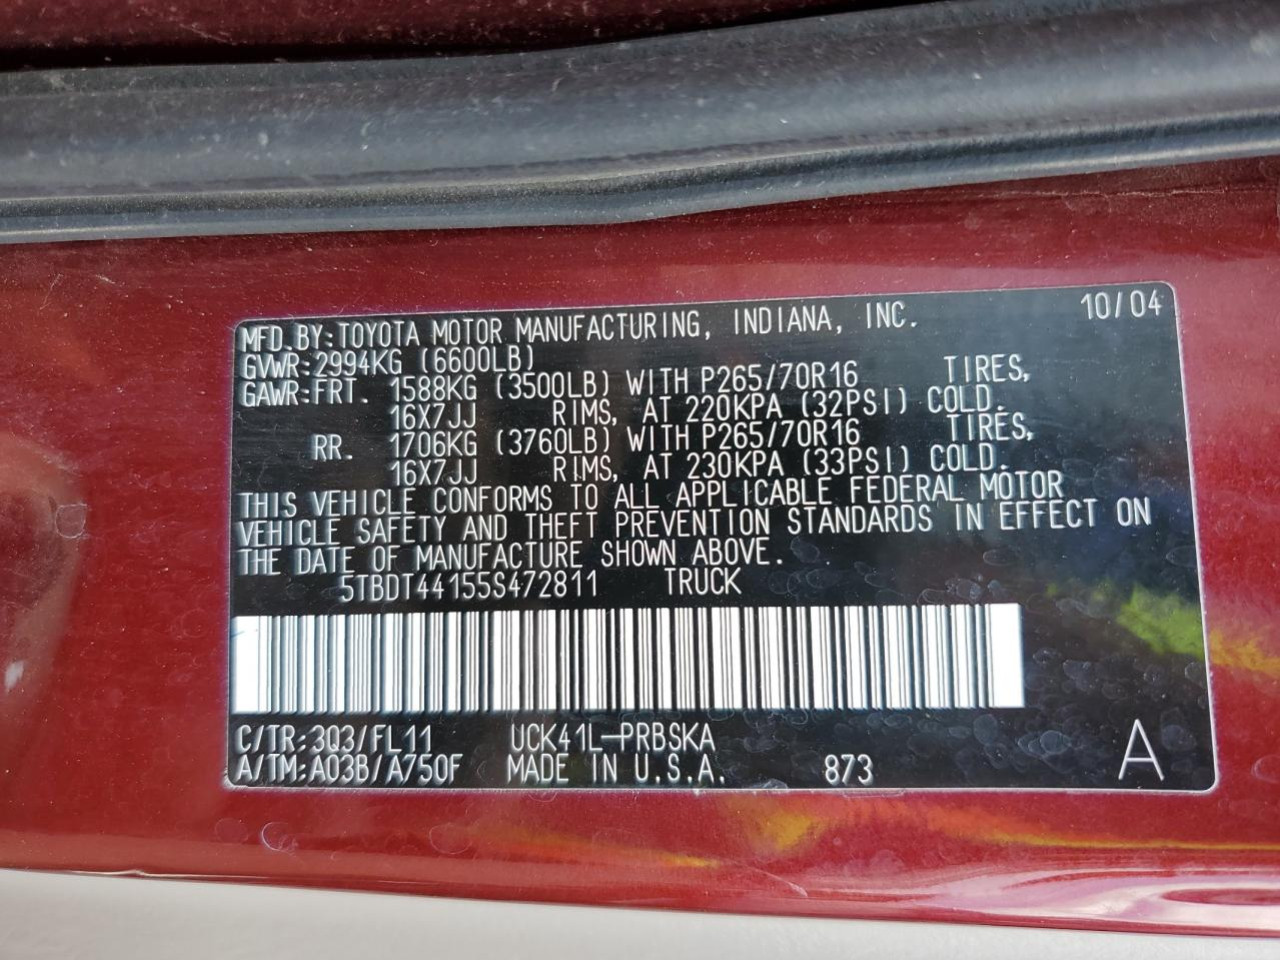 MFD.BY:TOYOTA MOTOR MANUFACTURING, INDIANA, INC. 10/04
GVWR:2994KG (6600LB)
GAWR:FRT. 1588KG (3500LB) WITH P265/70R16 TIRES,
16X7JJ RIMS, AT 220KPA (32PSI) COLD.
RR. 1706KG (3760LB) WITH P265/70R16 TIRES,
16X7JJ RIMS, AT 230KPA (33PSI) COLD.
THIS VEHICLE CONFORMS TO ALL APPLICABLE FEDERAL MOTOR
VEHICLE SAFETY AND THEFT PREVENTION STANDARDS IN EFFECT ON
THE DATE OF MANUFACTURE SHOWN ABOVE.
5TBDT44155S472811 TRUCK
C/TR:3Q3/FL11 UCK41L-PRBSKA
A/TM:A03B/A750F MADE IN U.S.A. 873 A